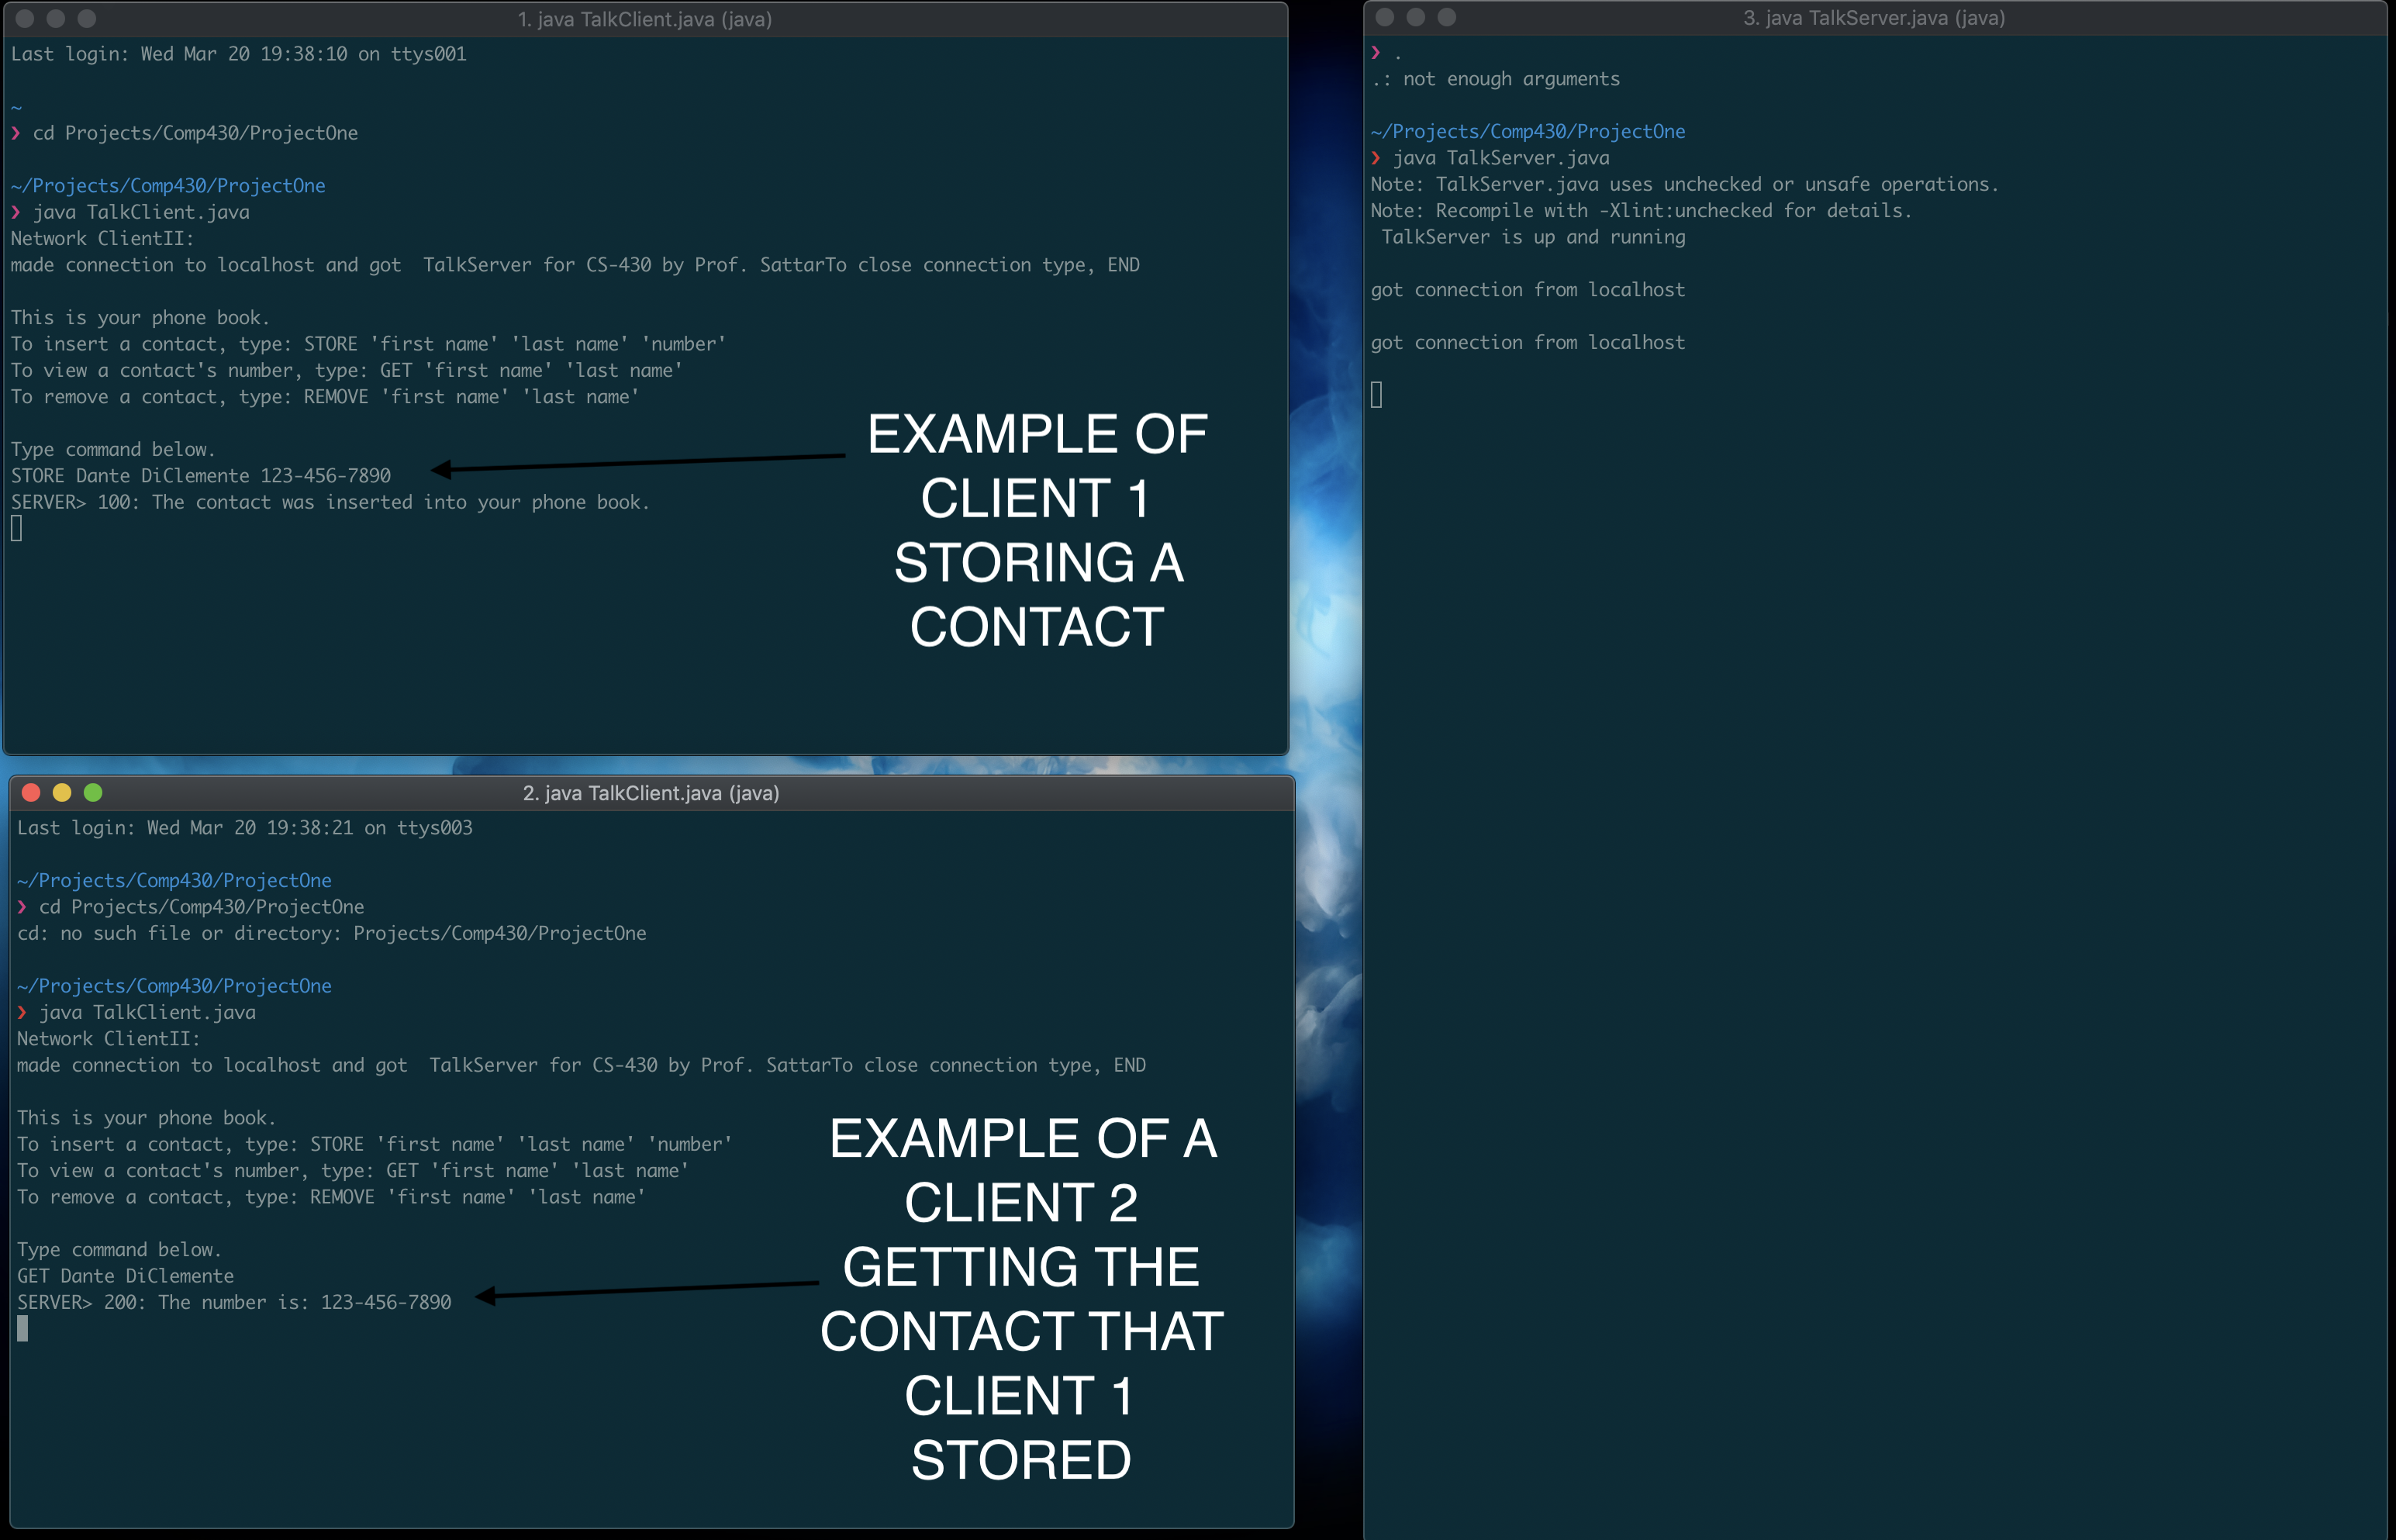 1. java TalkClient.java (java)
Last login: Wed Mar 20 19:38:10 on ttys001
~
❯ cd Projects/Comp430/ProjectOne
~/Projects/Comp430/ProjectOne
❯ java TalkClient.java
Network ClientII:
made connection to localhost and got  TalkServer for CS-430 by Prof. SattarTo close connection type, END
This is your phone book.
To insert a contact, type: STORE 'first name' 'last name' 'number'
To view a contact's number, type: GET 'first name' 'last name'
To remove a contact, type: REMOVE 'first name' 'last name'
Type command below.
STORE Dante DiClemente 123-456-7890
SERVER> 100: The contact was inserted into your phone book.
EXAMPLE OF
CLIENT 1
STORING A
CONTACT
2. java TalkClient.java (java)
Last login: Wed Mar 20 19:38:21 on ttys003
~/Projects/Comp430/ProjectOne
❯ cd Projects/Comp430/ProjectOne
cd: no such file or directory: Projects/Comp430/ProjectOne
~/Projects/Comp430/ProjectOne
❯ java TalkClient.java
Network ClientII:
made connection to localhost and got  TalkServer for CS-430 by Prof. SattarTo close connection type, END
This is your phone book.
To insert a contact, type: STORE 'first name' 'last name' 'number'
To view a contact's number, type: GET 'first name' 'last name'
To remove a contact, type: REMOVE 'first name' 'last name'
Type command below.
GET Dante DiClemente
SERVER> 200: The number is: 123-456-7890
EXAMPLE OF A
CLIENT 2
GETTING THE
CONTACT THAT
CLIENT 1
STORED
3. java TalkServer.java (java)
❯ .
.: not enough arguments
~/Projects/Comp430/ProjectOne
❯ java TalkServer.java
Note: TalkServer.java uses unchecked or unsafe operations.
Note: Recompile with -Xlint:unchecked for details.
TalkServer is up and running
got connection from localhost
got connection from localhost